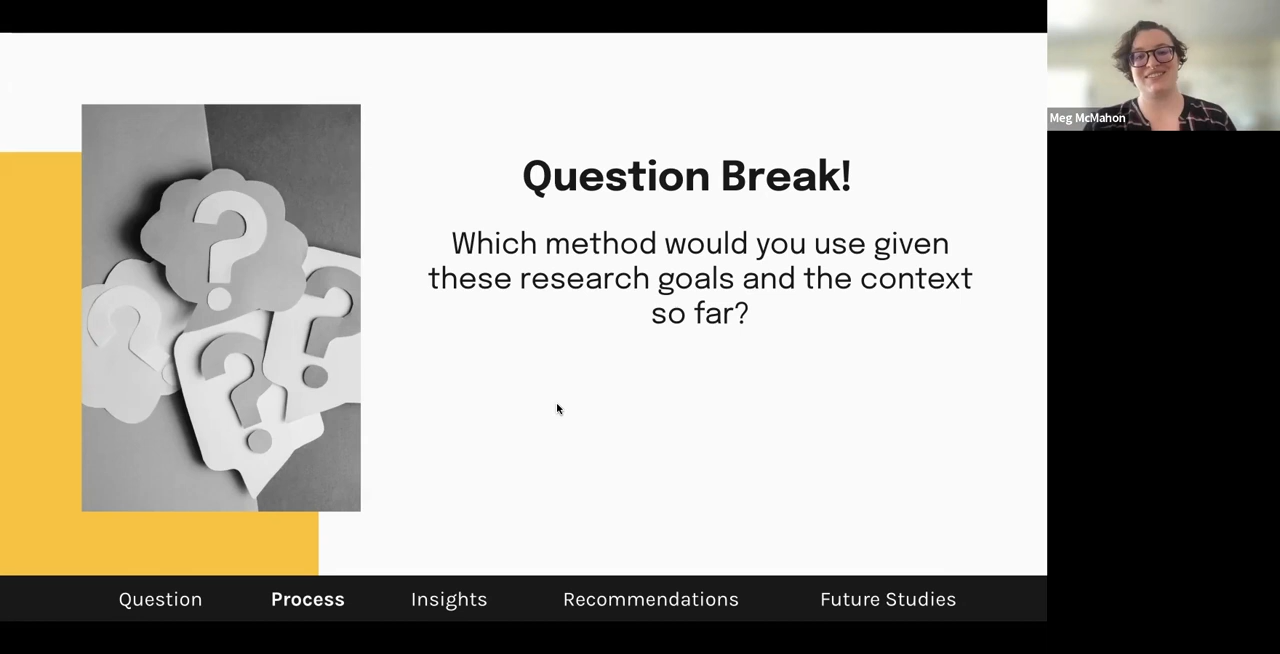 Meg McMahon
Question Break!
Which method would you use given
these research goals and the context
so far?
Question Process Insights Recommendations Future Studies